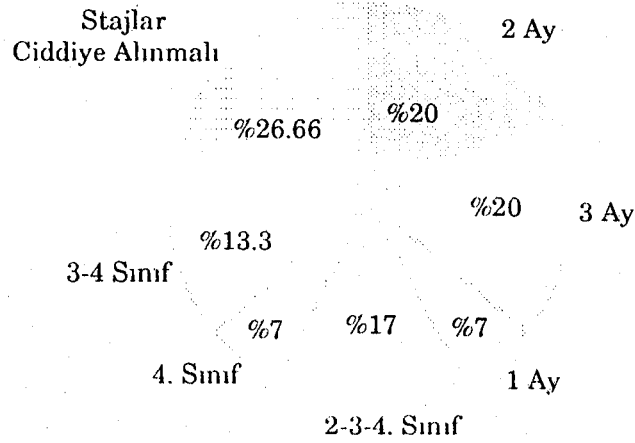 Stajlar
Ciddiye Alınmalı
2 Ay
%26.66
%20
%20
3 Ay
%13.3
3-4 Sınıf
%7
%17
%7
4. Sınıf
1 Ay
2-3-4. Sınıf